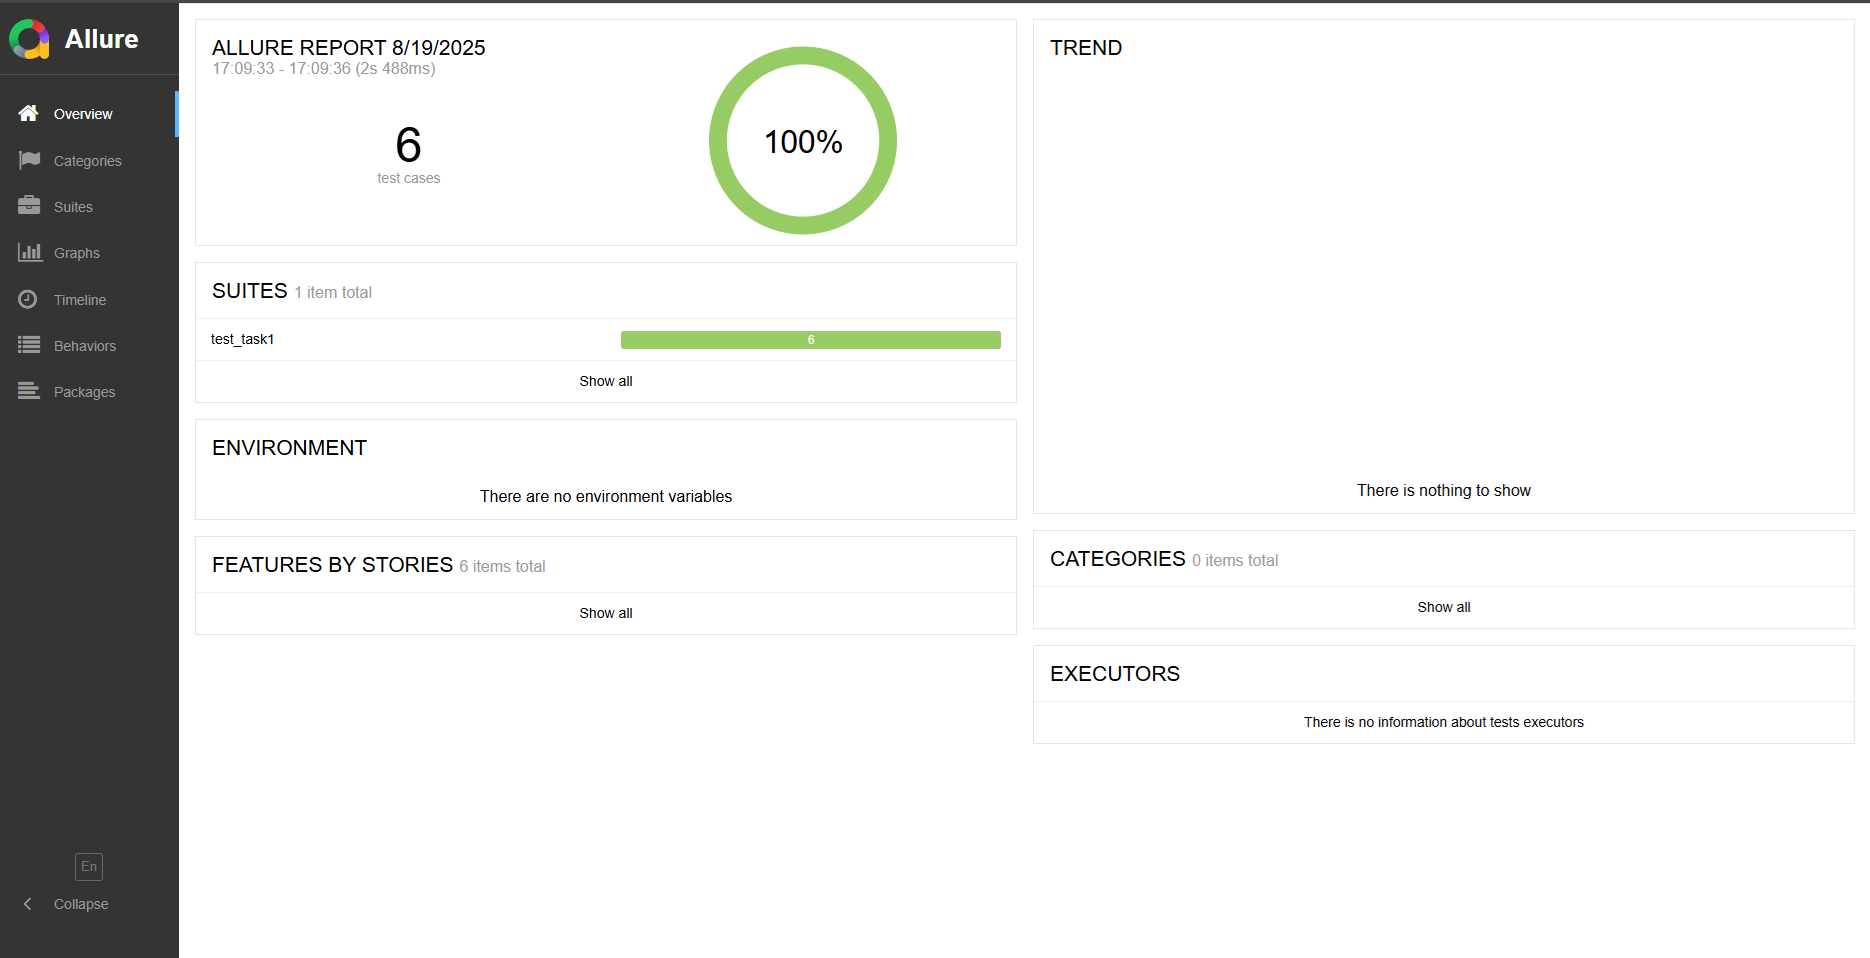 Allure
Overview
Categories
Suites
Graphs
Timeline
Behaviors
Packages
En
Collapse
ALLURE REPORT 8/19/2025
17:09:33 - 17:09:36 (2s 488ms)
6
test cases
100%
SUITES 1 item total
test_task1
6
Show all
ENVIRONMENT
There are no environment variables
FEATURES BY STORIES 6 items total
Show all
TREND
There is nothing to show
CATEGORIES 0 items total
Show all
EXECUTORS
There is no information about tests executors